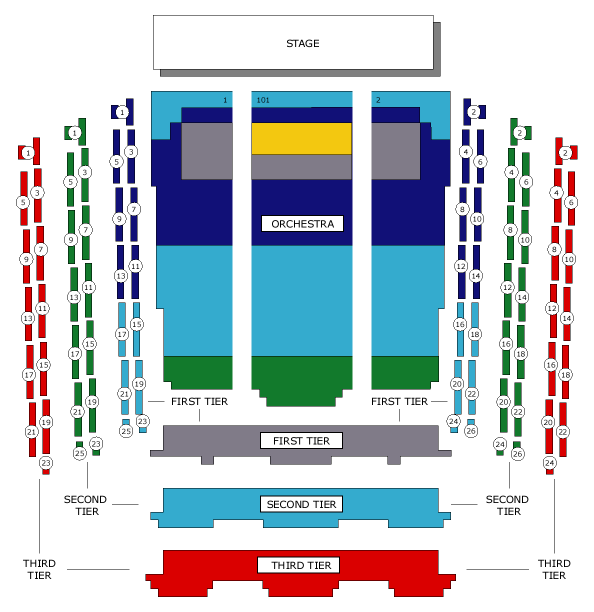 STAGE
1 101 2
1 2
1 2
1 2
3 4
5 6
3 4
5 6
3 4
5 6
7 8
9 10
7 8
9 10
7 8
9 10
ORCHESTRA
11 12
13 14
11 12
13 14
11 12
13 14
15 16
17 18
15 16
17 18
15 16
17 18
19 20
21 22
19 20
21 22
19 20
21 22
FIRST TIER FIRST TIER
23 24
25 26
23 24
25 26
23 24
FIRST TIER
SECOND
TIER
SECOND TIER
SECOND
TIER
THIRD
TIER
THIRD TIER
THIRD
TIER